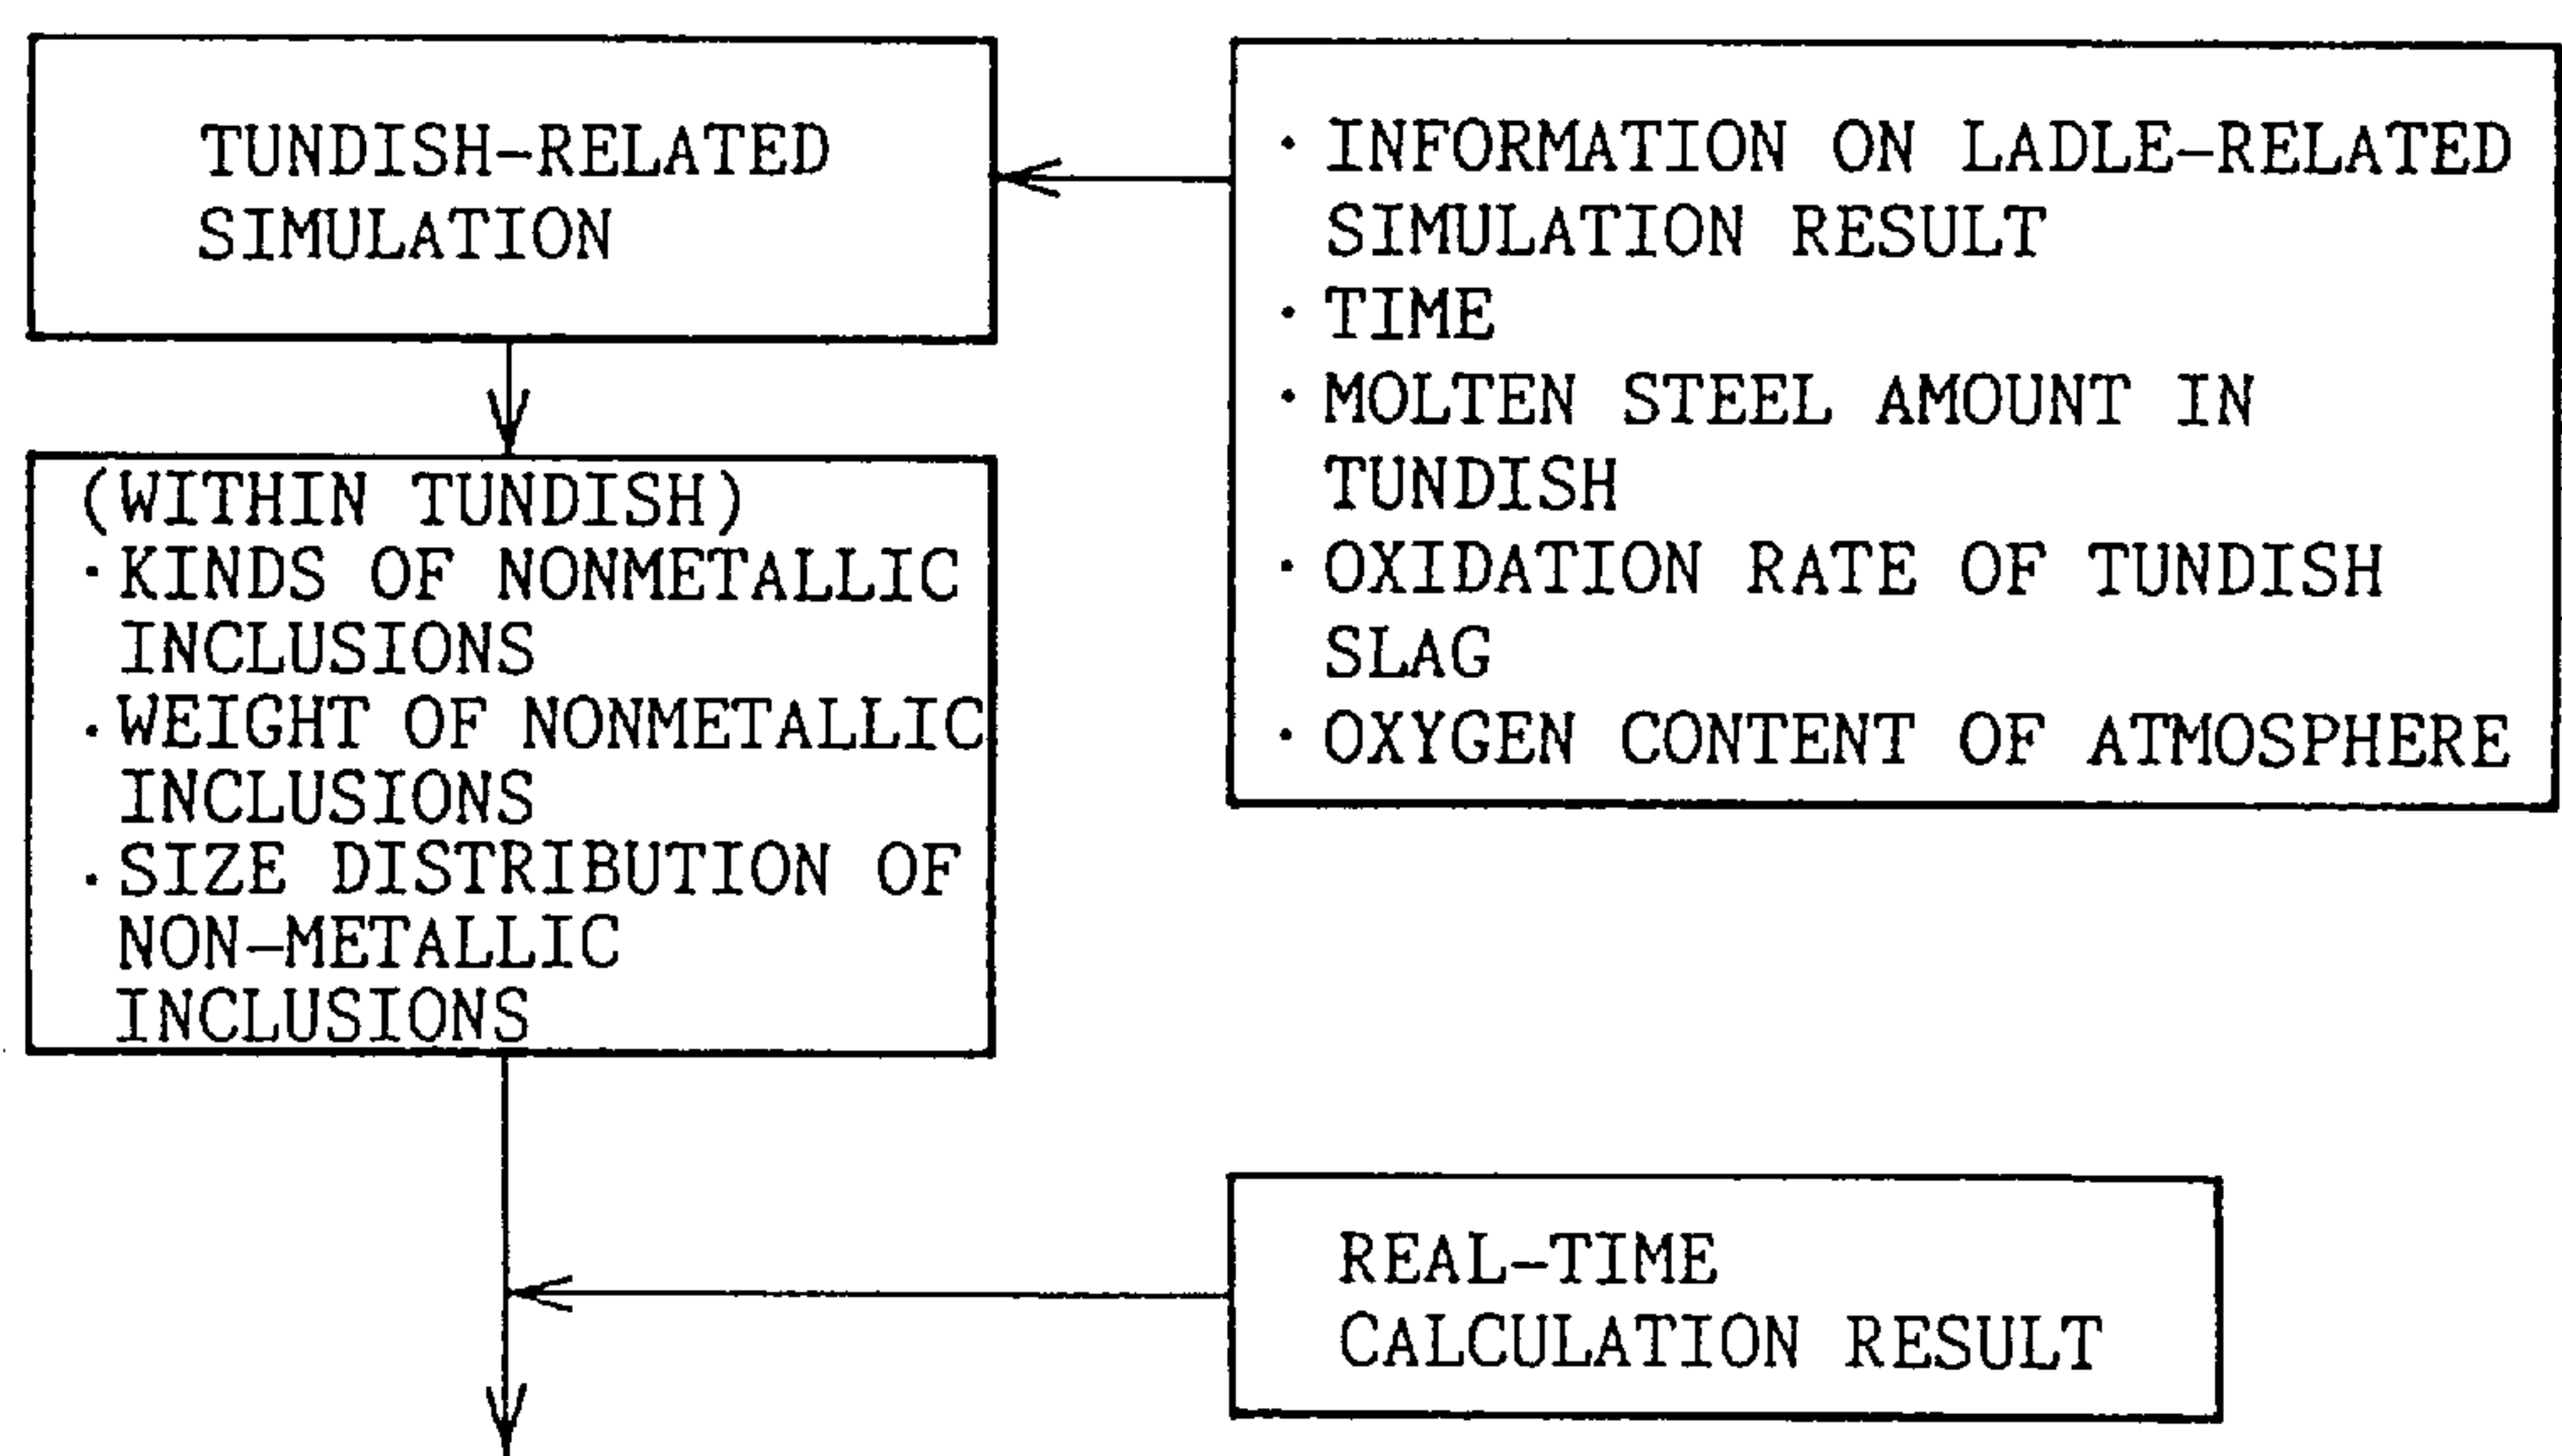 TUNDISH-RELATED
SIMULATION
· INFORMATION ON LADLE-RELATED
SIMULATION RESULT
· TIME
· MOLTEN STEEL AMOUNT IN
TUNDISH
· OXIDATION RATE OF TUNDISH
SLAG
· OXYGEN CONTENT OF ATMOSPHERE
(WITHIN TUNDISH)
· KINDS OF NONMETALLIC
INCLUSIONS
· WEIGHT OF NONMETALLIC
INCLUSIONS
· SIZE DISTRIBUTION OF
NON-METALLIC
INCLUSIONS
REAL-TIME
CALCULATION RESULT